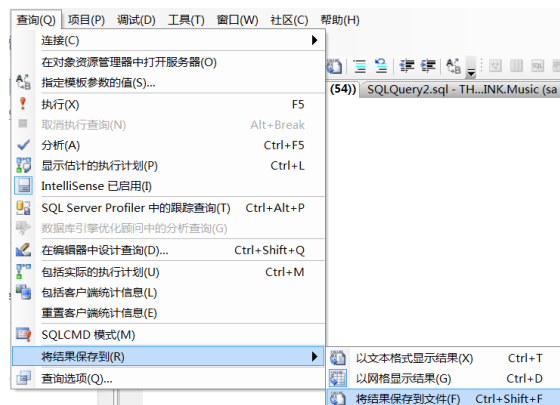 查询(Q) 项目(P) 调试(D) 工具(T) 窗口(W) 社区(C) 帮助(H)
连接(C)
在对象资源管理器中打开服务器(O)
指定模板参数的值(S)...
(54)) SQLQuery2.sql - TH...INK.Music (sa
执行(X) F5
取消执行查询(N) Alt+Break
分析(A) Ctrl+F5
显示估计的执行计划(P) Ctrl+L
IntelliSense 已启用(I)
SQL Server Profiler 中的跟踪查询(T) Ctrl+Alt+P
数据库引擎优化顾问中的分析查询(G)
在编辑器中设计查询(D)... Ctrl+Shift+Q
包括实际的执行计划(U) Ctrl+M
包括客户端统计信息(L)
重置客户端统计信息(E)
SQLCMD 模式(M)
将结果保存到(R)
以文本格式显示结果(X) Ctrl+T
查询选项(Q)...
以网格显示结果(G) Ctrl+D
将结果保存到文件(F) Ctrl+Shift+F